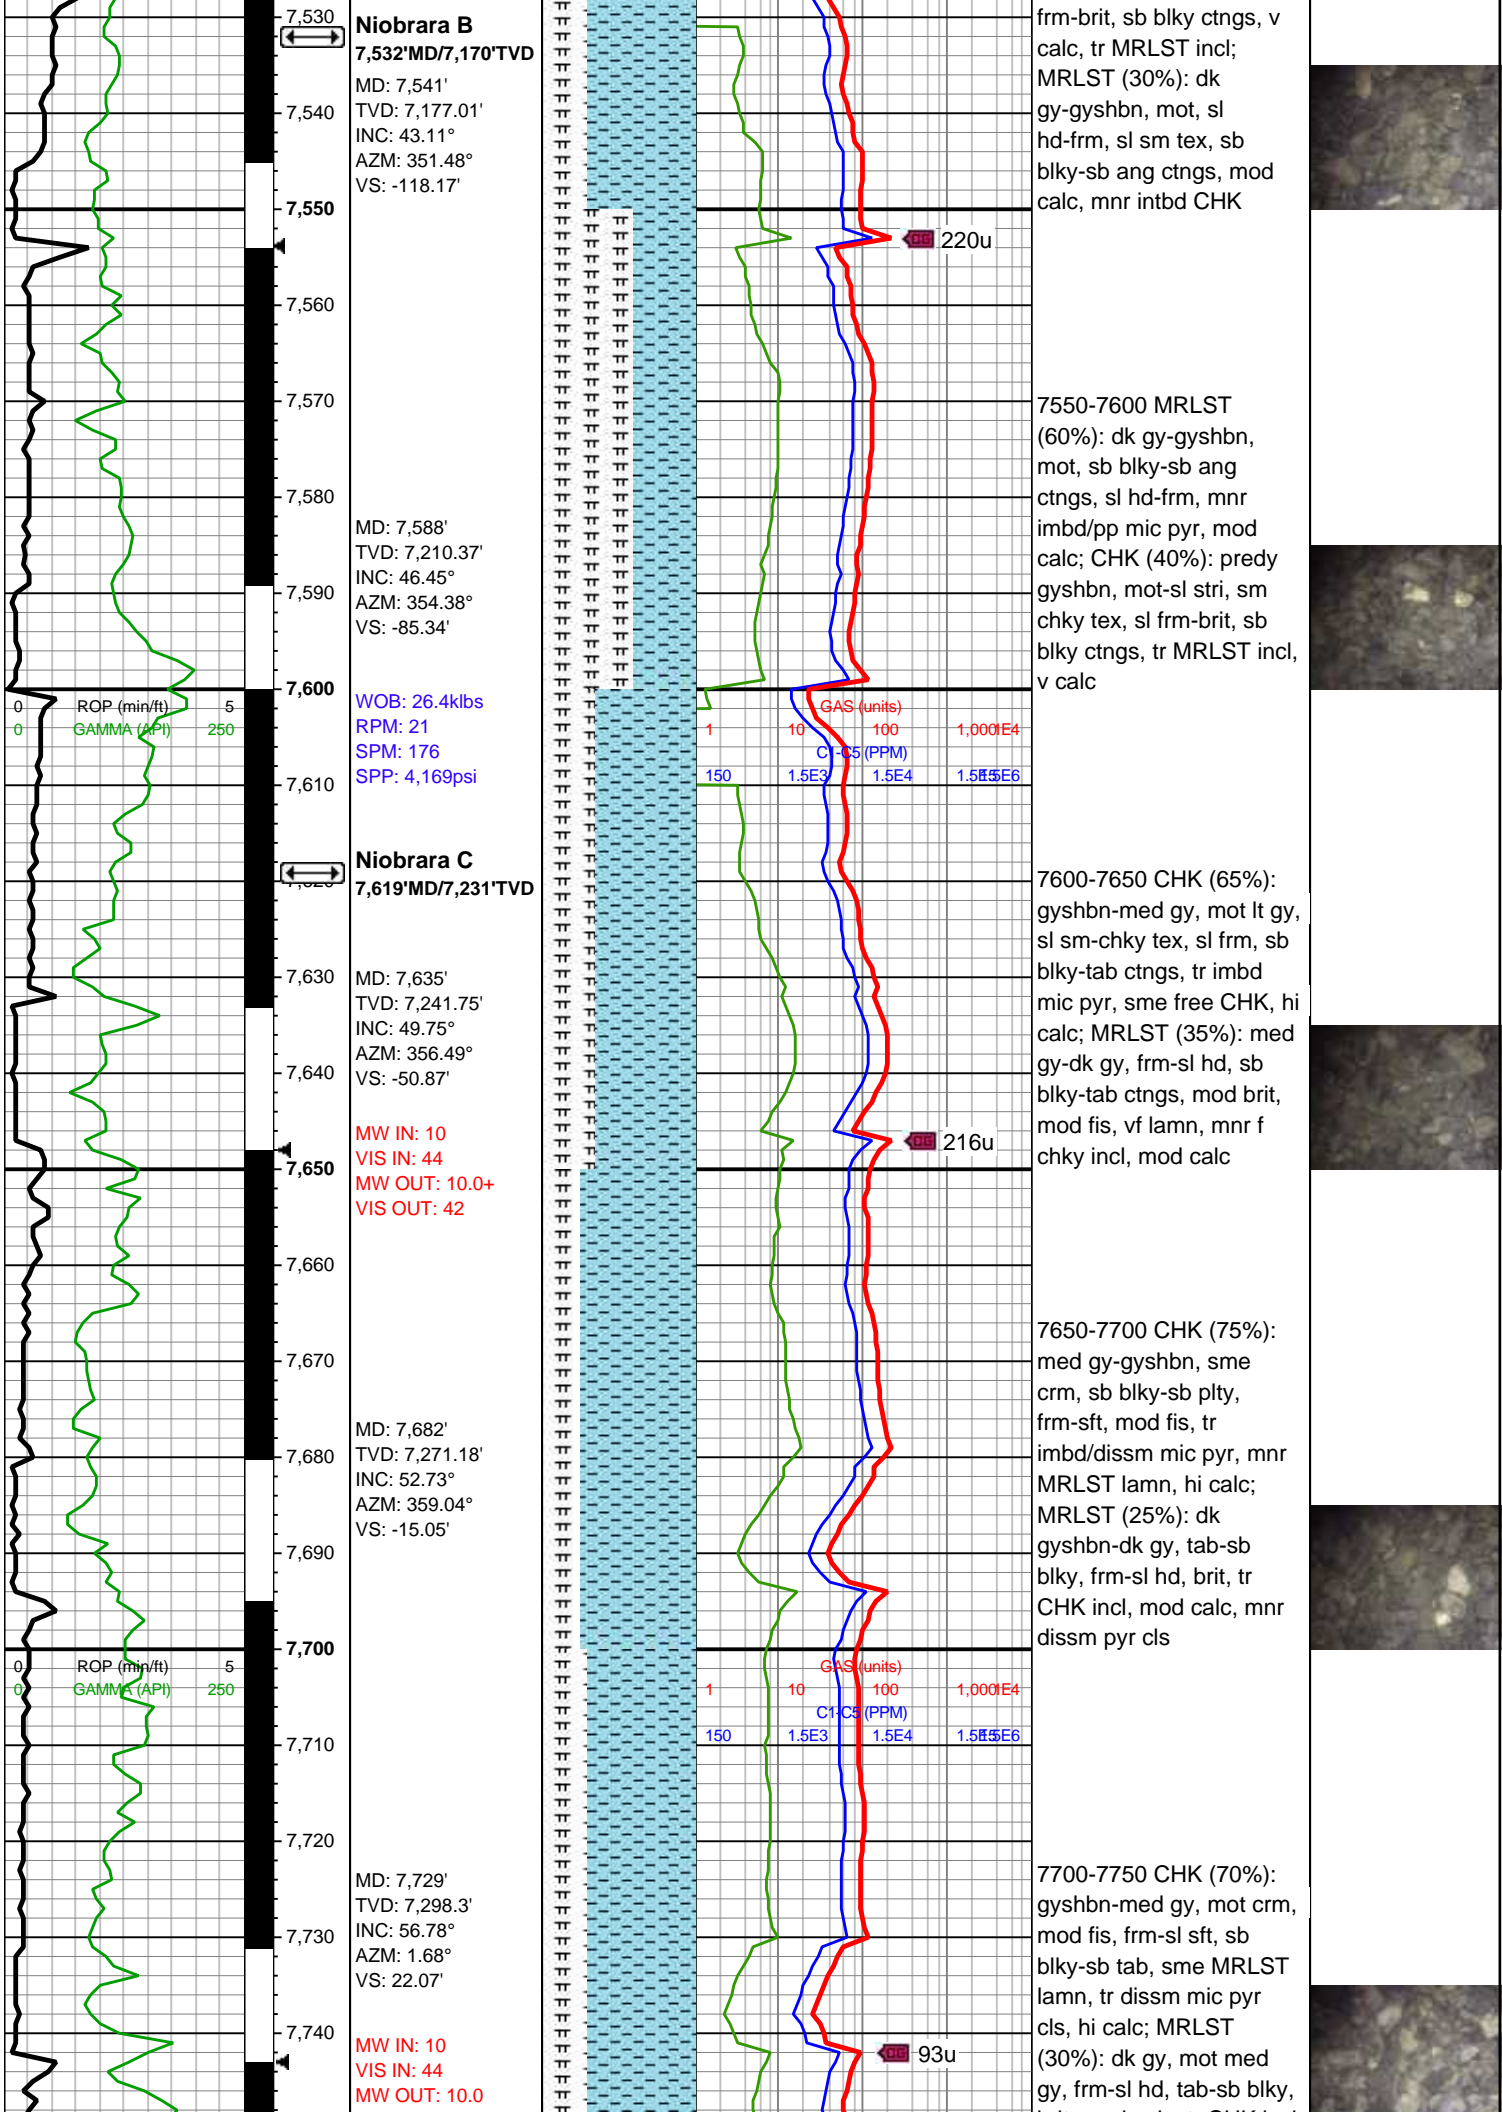 7,530
7,540
7,550
7,560
7,570
7,580
7,590
7,600
7,610
7,620
7,630
7,640
7,650
7,660
7,670
7,680
7,690
7,700
7,710
7,720
7,730
7,740
0 ROP (min/ft) 5
0 GAMMA (API) 250
0 ROP (min/ft) 5
0 GAMMA (API) 250
Niobrara B
7,532'MD/7,170'TVD
MD: 7,541'
TVD: 7,177.01'
INC: 43.11°
AZM: 351.48°
VS: -118.17'
MD: 7,588'
TVD: 7,210.37'
INC: 46.45°
AZM: 354.38°
VS: -85.34'
WOB: 26.4klbs
RPM: 21
SPM: 176
SPP: 4,169psi
Niobrara C
7,619'MD/7,231'TVD
MD: 7,635'
TVD: 7,241.75'
INC: 49.75°
AZM: 356.49°
VS: -50.87'
MW IN: 10
VIS IN: 44
MW OUT: 10.0+
VIS OUT: 42
MD: 7,682'
TVD: 7,271.18'
INC: 52.73°
AZM: 359.04°
VS: -15.05'
MD: 7,729'
TVD: 7,298.3'
INC: 56.78°
AZM: 1.68°
VS: 22.07'
MW IN: 10
VIS IN: 44
MW OUT: 10.0
CG 220u
GAS (units)
1 10 100 1,000 1E4
C1-C5 (PPM)
150 1.5E3 1.5E4 1.5E5 1.5E6
CG 216u
GAS (units)
1 10 100 1,000 1E4
C1-C5 (PPM)
150 1.5E3 1.5E4 1.5E5 1.5E6
CG 93u
frm-brit, sb blky ctngs, v
calc, tr MRLST incl;
MRLST (30%): dk
gy-gyshbn, mot, sl
hd-frm, sl sm tex, sb
blky-sb ang ctngs, mod
calc, mnr intbd CHK
7550-7600 MRLST
(60%): dk gy-gyshbn,
mot, sb blky-sb ang
ctngs, sl hd-frm, mnr
imbd/pp mic pyr, mod
calc; CHK (40%): predy
gyshbn, mot-sl stri, sm
chky tex, sl frm-brit, sb
blky ctngs, tr MRLST incl,
v calc
7600-7650 CHK (65%):
gyshbn-med gy, mot lt gy,
sl sm-chky tex, sl frm, sb
blky-tab ctngs, tr imbd
mic pyr, sme free CHK, hi
calc; MRLST (35%): med
gy-dk gy, frm-sl hd, sb
blky-tab ctngs, mod brit,
mod fis, vf lamn, mnr f
chky incl, mod calc
7650-7700 CHK (75%):
med gy-gyshbn, sme
crm, sb blky-sb plty,
frm-sft, mod fis, tr
imbd/dissm mic pyr, mnr
MRLST lamn, hi calc;
MRLST (25%): dk
gyshbn-dk gy, tab-sb
blky, frm-sl hd, brit, tr
CHK incl, mod calc, mnr
dissm pyr cls
7700-7750 CHK (70%):
gyshbn-med gy, mot crm,
mod fis, frm-sl sft, sb
blky-sb tab, sme MRLST
lamn, tr dissm mic pyr
cls, hi calc; MRLST
(30%): dk gy, mot med
gy, frm-sl hd, tab-sb blky,